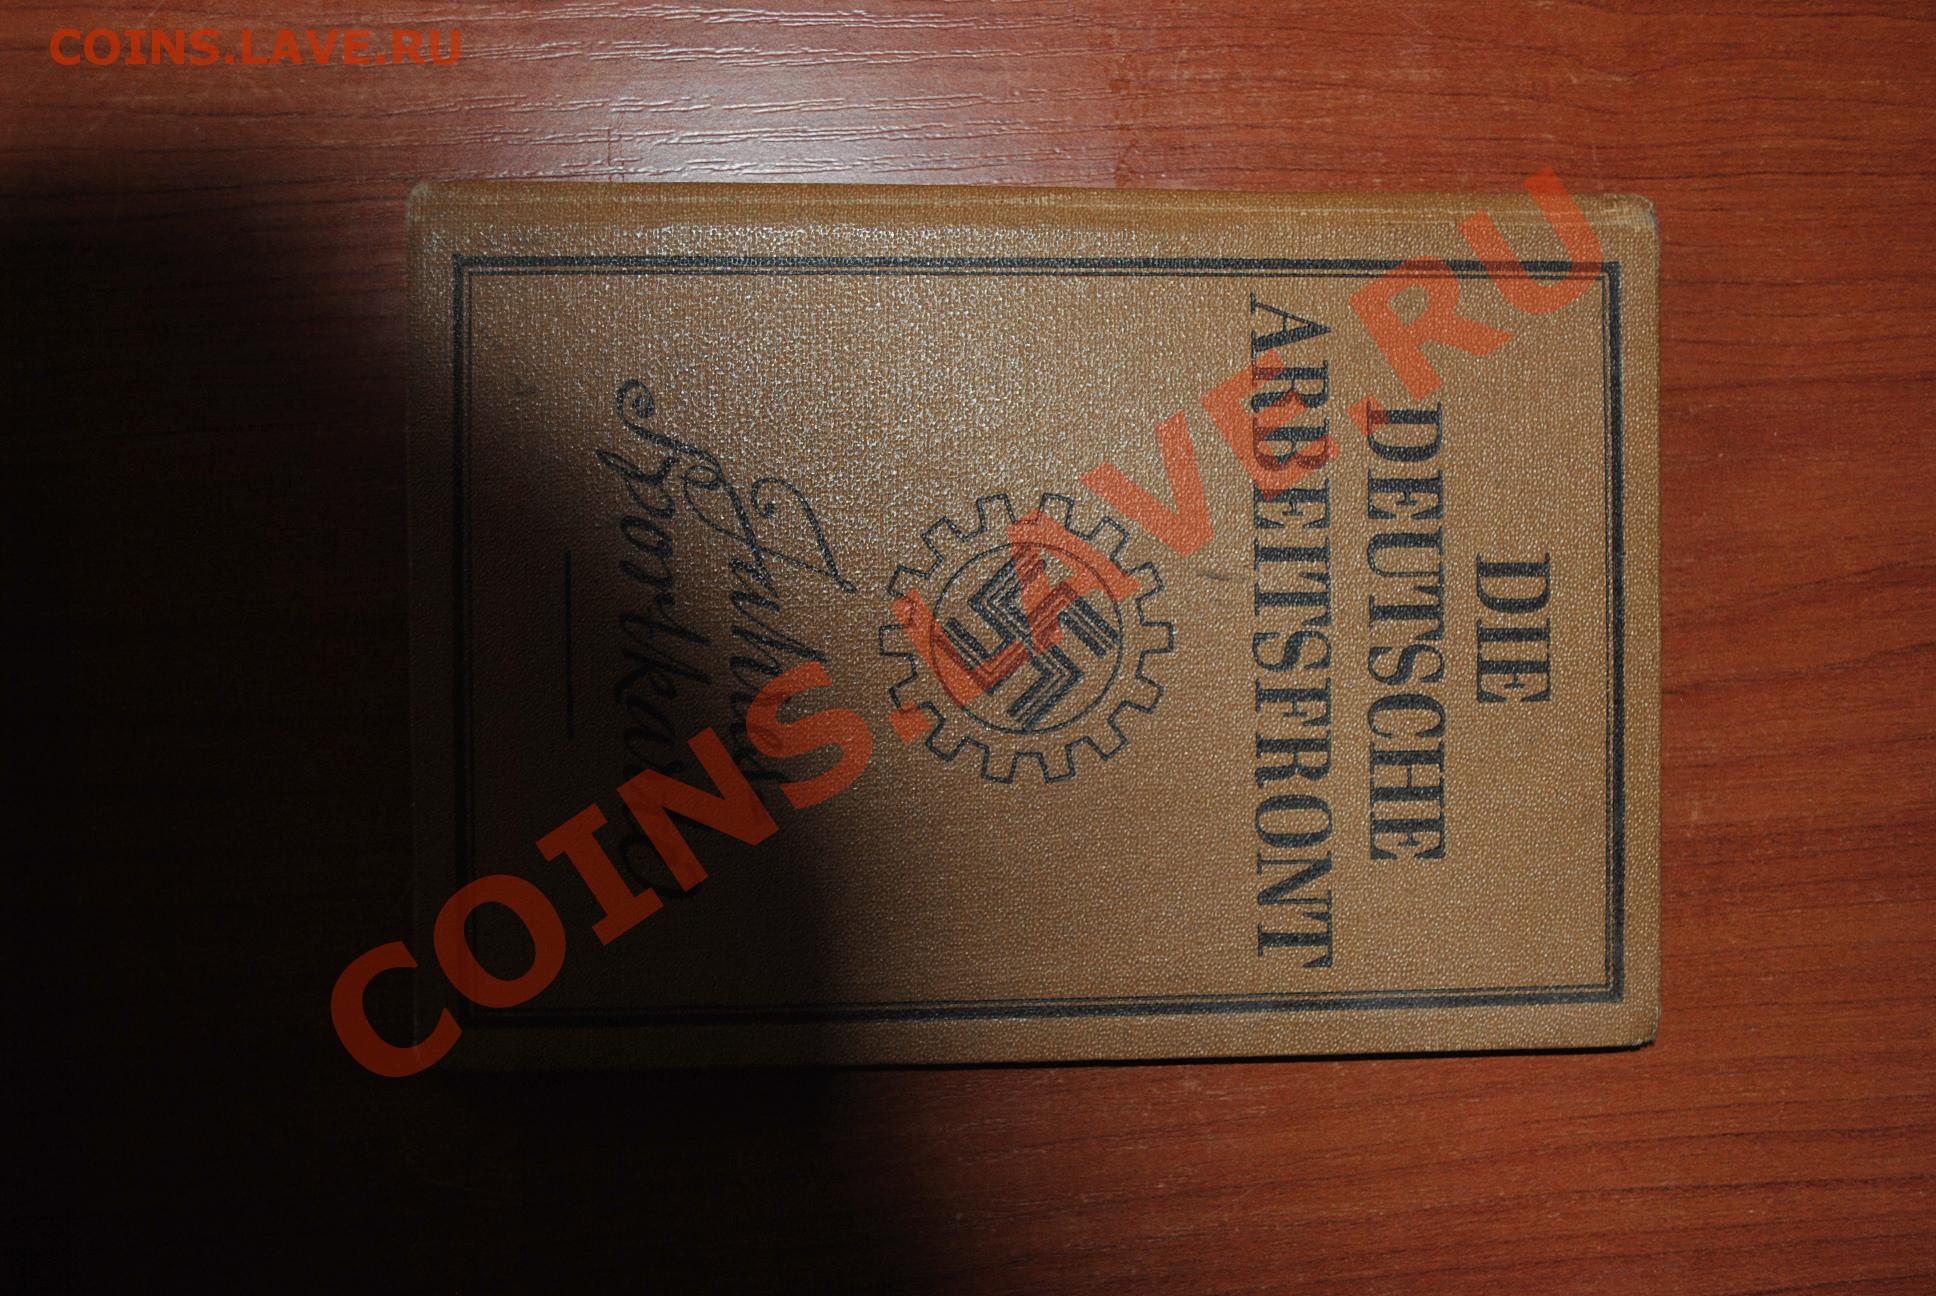 COINS.LAVE.RU
DIE
DEUTSCHE
ARBEITSFRONT
COINS.LAVE.RU